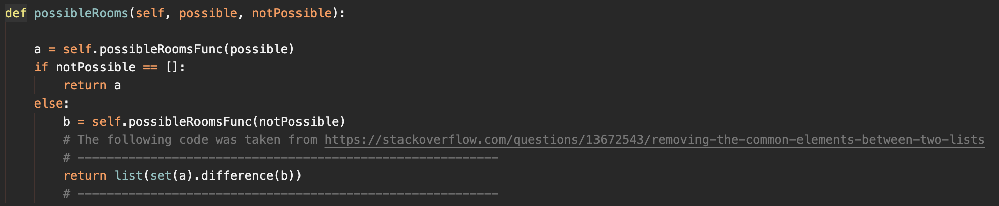 def possibleRooms(self, possible, notPossible):
a = self.possibleRoomsFunc(possible)
if notPossible == []:
return a
else:
b = self.possibleRoomsFunc(notPossible)
# The following code was taken from https://stackoverflow.com/questions/13672543/removing-the-common-elements-between-two-lists
# ----------------------------------------------------------
return list(set(a).difference(b))
# ----------------------------------------------------------